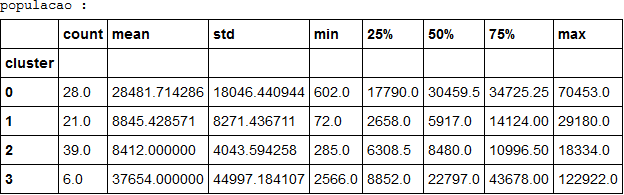 populacao :
count mean std min 25% 50% 75% max
cluster
0 28.0 28481.714286 18046.440944 602.0 17790.0 30459.5 34725.25 70453.0
1 21.0 8845.428571 8271.436711 72.0 2658.0 5917.0 14124.00 29180.0
2 39.0 8412.000000 4043.594258 285.0 6308.5 8480.0 10996.50 18334.0
3 6.0 37654.000000 44997.184107 2566.0 8852.0 22797.0 43678.00 122922.0